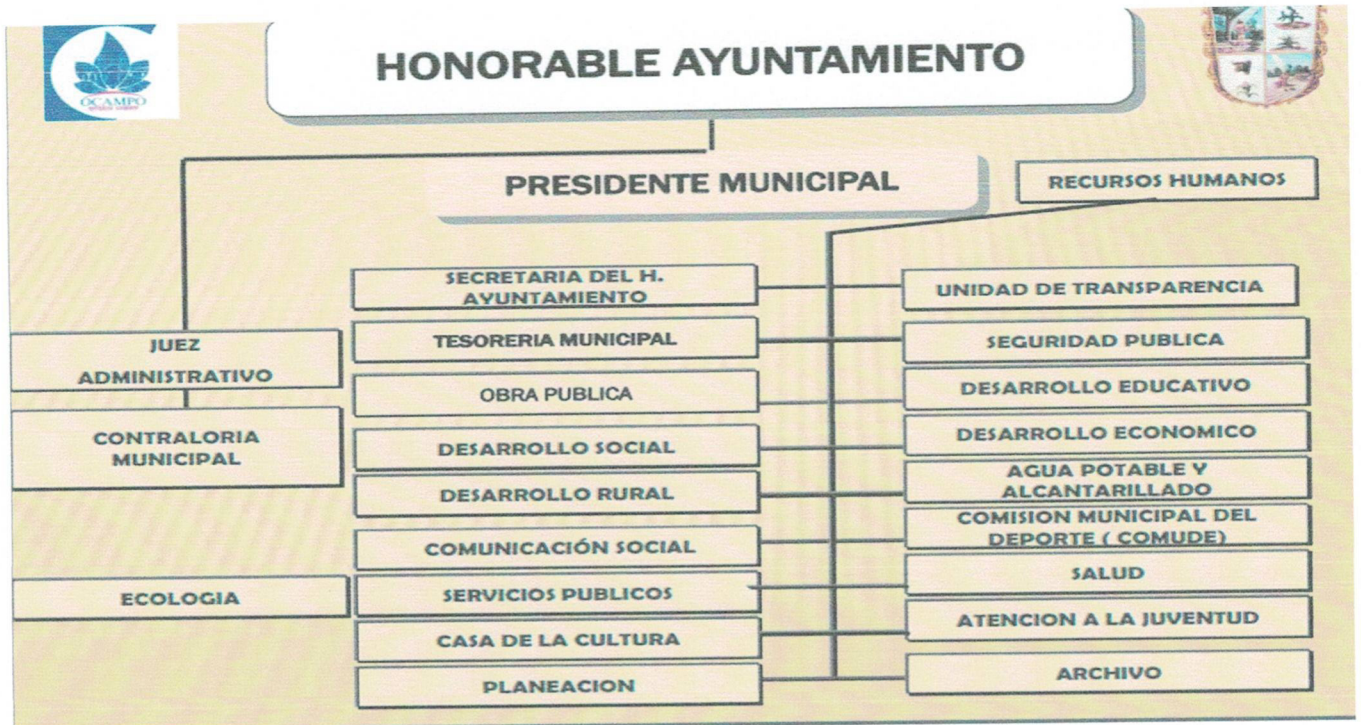 OCAMPO
HONORABLE AYUNTAMIENTO
PRESIDENTE MUNICIPAL
RECURSOS HUMANOS
SECRETARIA DEL H.
AYUNTAMIENTO
UNIDAD DE TRANSPARENCIA
TESORERIA MUNICIPAL
SEGURIDAD PUBLICA
JUEZ
ADMINISTRATIVO
OBRA PUBLICA
DESARROLLO EDUCATIVO
CONTRALORIA
MUNICIPAL
DESARROLLO SOCIAL
DESARROLLO ECONOMICO
DESARROLLO RURAL
AGUA POTABLE Y
ALCANTARILLADO
COMUNICACIÓN SOCIAL
COMISION MUNICIPAL DEL
DEPORTE ( COMUDE)
ECOLOGIA
SERVICIOS PUBLICOS
SALUD
CASA DE LA CULTURA
ATENCION A LA JUVENTUD
PLANEACION
ARCHIVO